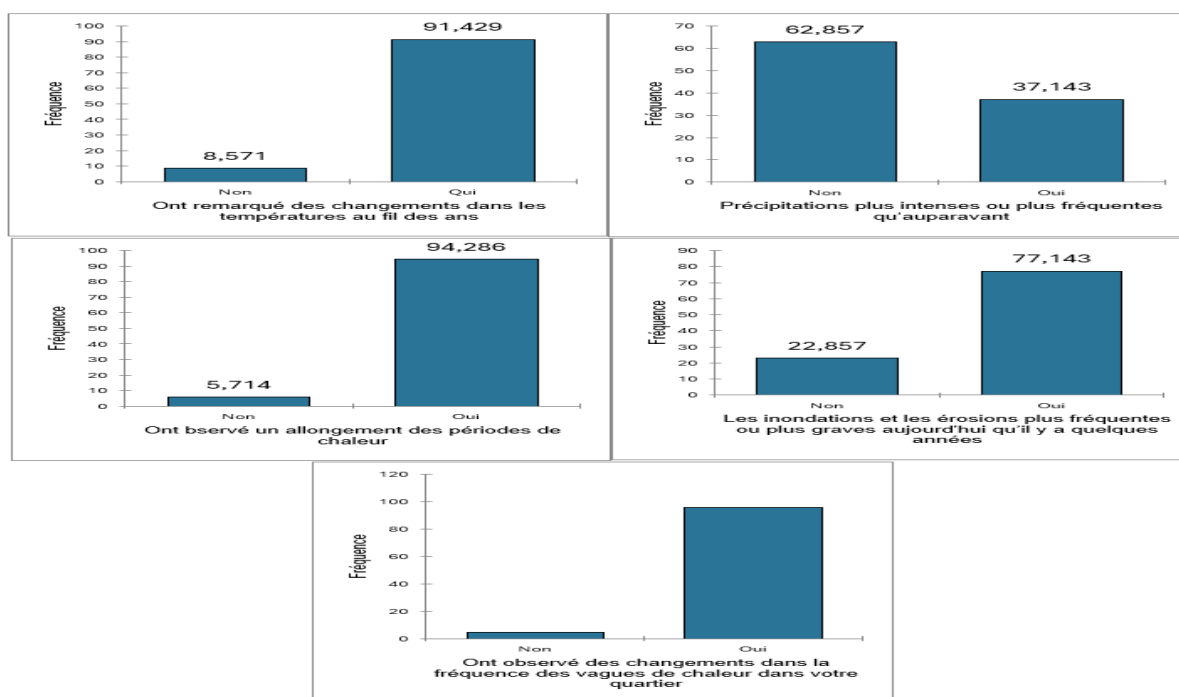 Fréquence
100
90
80
70
60
50
40
30
20
10
0
8,571
91,429
Non
Qui
Ont remarqué des changements dans les
températures au fil des ans
Fréquence
70
60
50
40
30
20
10
0
62,857
37,143
Non
Oui
Précipitations plus intenses ou plus fréquentes
qu'auparavant
Fréquence
100
90
80
70
60
50
40
30
20
10
0
5,714
94,286
Non
Oui
Ont bservé un allongement des périodes de
chaleur
Fréquence
90
80
70
60
50
40
30
20
10
0
22,857
77,143
Non
Oui
Les inondations et les érosions plus fréquentes
ou plus graves aujourd'hui qu'il y a quelques
années
Fréquence
120
100
80
60
40
20
0
Non
Oui
Ont observé des changements dans la
fréquence des vagues de chaleur dans votre
quartier